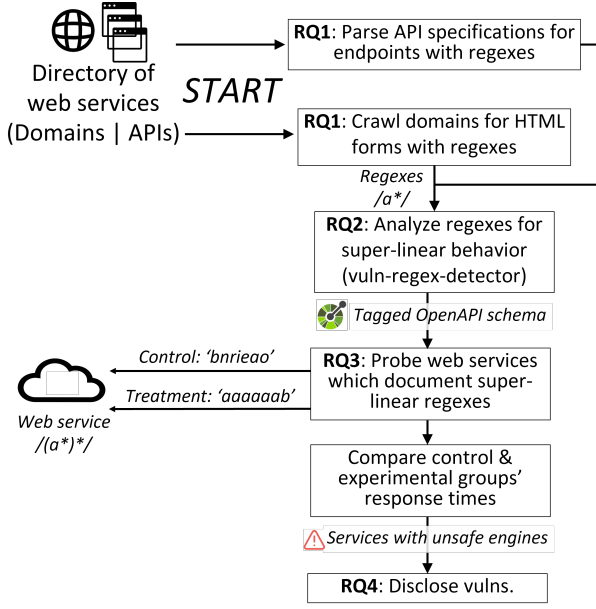 RQ1: Parse API specifications for
endpoints with regexes
Directory of
web services
(Domains | APIs)
START
RQ1: Crawl domains for HTML
forms with regexes
Regexes
/a*/
RQ2: Analyze regexes for
super-linear behavior
(vuln-regex-detector)
Tagged OpenAPI schema
Control: ‘bnrieao’
Treatment: ‘aaaaaab’
Web service
/(a*)*/
RQ3: Probe web services
which document super-
linear regexes
Compare control &
experimental groups’
response times
Services with unsafe engines
RQ4: Disclose vulns.